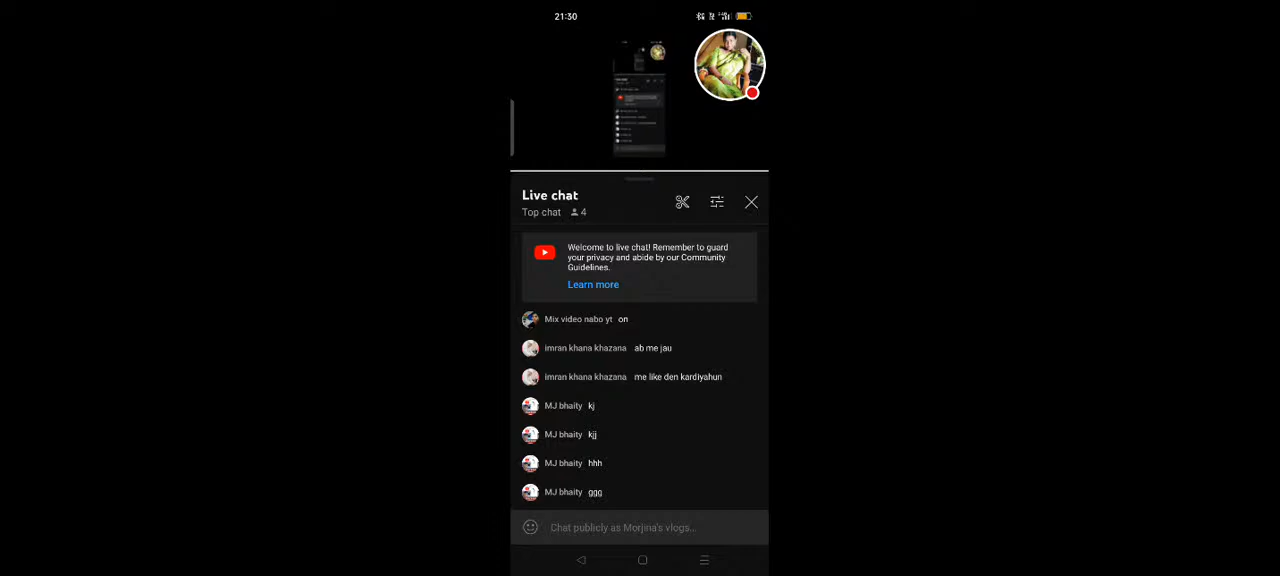 21:30
Live chat
Top chat 4
Welcome to live chat! Remember to guard
your privacy and abide by our Community
Guidelines.
Learn more
Mix video nabo yt on
imran khana khazana ab me jau
imran khana khazana me like den kardiyahun
MJ bhaity kj
MJ bhaity kjj
MJ bhaity hhh
MJ bhaity ggg
Chat publicly as Morjina's vlogs...